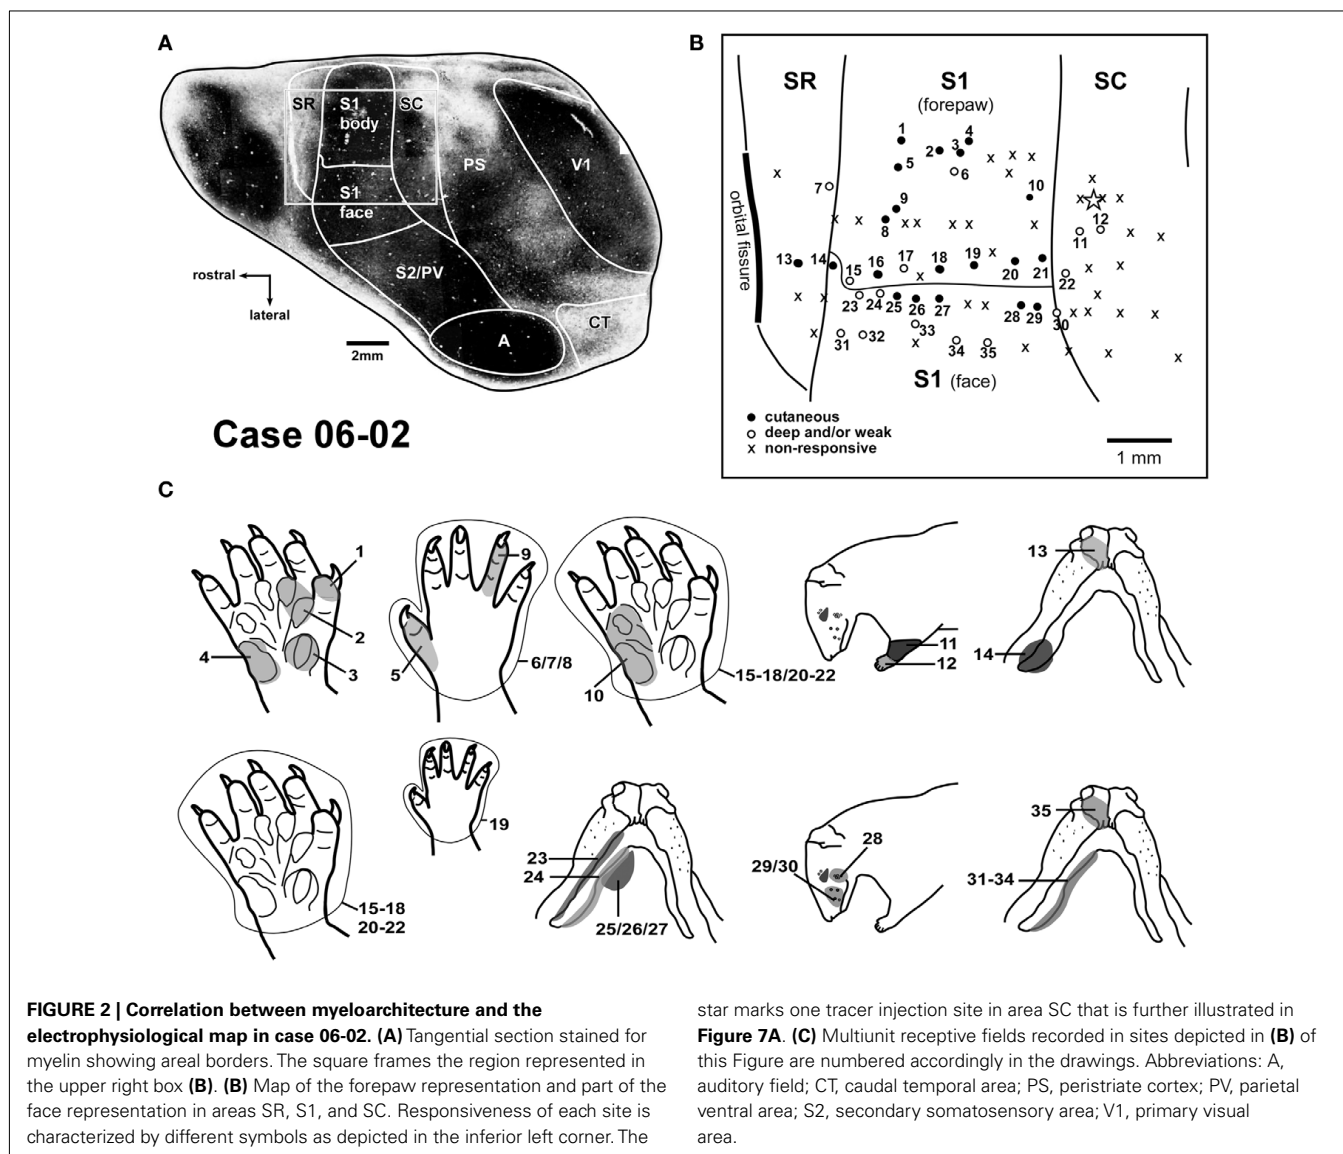 A
SR
S1
body
SC
PS
V1
S1
face
S2/PV
CT
A
rostral
lateral
2mm
Case 06-02
B
SR
S1
(forepaw)
SC
orbital fissure
1
2
3
4
5
6
7
8
9
10
11
12
13
14
15
16
17
18
19
20
21
22
23
24
25
26
27
28
29
30
31
32
33
34
35
S1 (face)
cutaneous
deep and/or weak
x non-responsive
1 mm
C
1
2
3
4
5
9
6/7/8
10
15-18/20-22
11
12
13
14
15-18
20-22
19
23
24
25/26/27
28
29/30
35
31-34
FIGURE 2 | Correlation between myeloarchitecture and the
electrophysiological map in case 06-02. (A) Tangential section stained for
myelin showing areal borders. The square frames the region represented in
the upper right box (B). (B) Map of the forepaw representation and part of the
face representation in areas SR, S1, and SC. Responsiveness of each site is
characterized by different symbols as depicted in the inferior left corner. The
star marks one tracer injection site in area SC that is further illustrated in
Figure 7A. (C) Multiunit receptive fields recorded in sites depicted in (B) of
this Figure are numbered accordingly in the drawings. Abbreviations: A,
auditory field; CT, caudal temporal area; PS, peristriate cortex; PV, parietal
ventral area; S2, secondary somatosensory area; V1, primary visual
area.